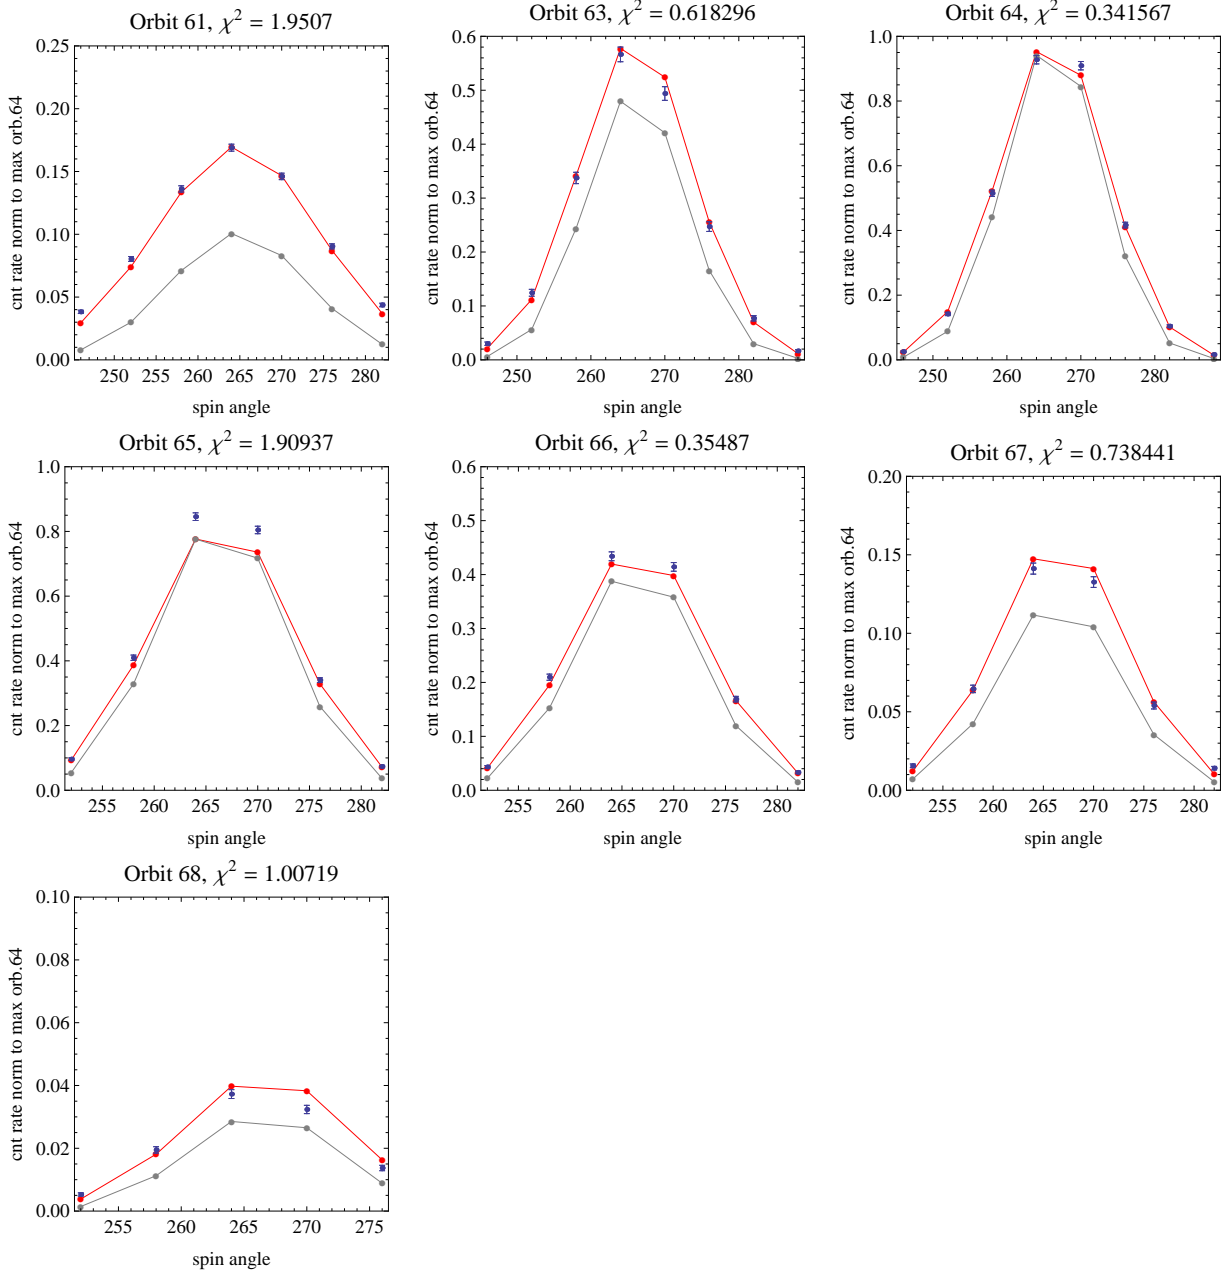 Orbit 61, χ² = 1.9507
cnt rate norm to max orb.64
0.25
0.20
0.15
0.10
0.05
0.00
250 255 260 265 270 275 280
spin angle
Orbit 63, χ² = 0.618296
cnt rate norm to max orb.64
0.6
0.5
0.4
0.3
0.2
0.1
0.0
250 260 270 280
spin angle
Orbit 64, χ² = 0.341567
cnt rate norm to max orb.64
1.0
0.8
0.6
0.4
0.2
0.0
250 260 270 280
spin angle
Orbit 65, χ² = 1.90937
cnt rate norm to max orb.64
1.0
0.8
0.6
0.4
0.2
0.0
255 260 265 270 275 280
spin angle
Orbit 66, χ² = 0.35487
cnt rate norm to max orb.64
0.6
0.5
0.4
0.3
0.2
0.1
0.0
255 260 265 270 275 280
spin angle
Orbit 67, χ² = 0.738441
cnt rate norm to max orb.64
0.20
0.15
0.10
0.05
0.00
255 260 265 270 275 280
spin angle
Orbit 68, χ² = 1.00719
cnt rate norm to max orb.64
0.10
0.08
0.06
0.04
0.02
0.00
255 260 265 270 275
spin angle